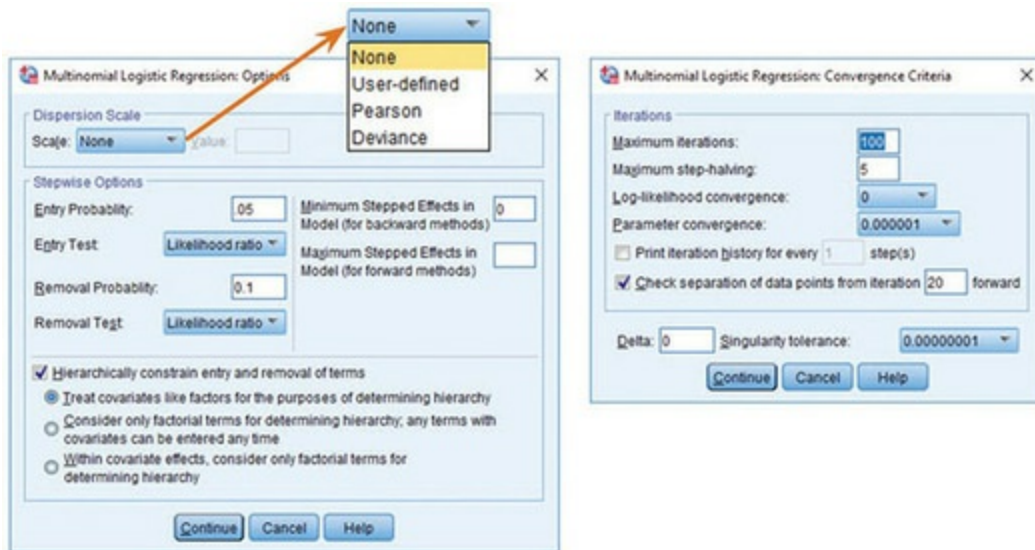 None
None
User-defined
Pearson
Deviance
Multinomial Logistic Regression: Options
Dispersion Scale
Scale: None Value:
Stepwise Options
Entry Probablity: .05
Entry Test: Likelihood ratio
Removal Probablity: 0.1
Removal Test: Likelihood ratio
Minimum Stepped Effects in 0
Model (for backward methods)
Maximum Stepped Effects in
Model (for forward methods)
Hierarchically constrain entry and removal of terms
Treat covariates like factors for the purposes of determining hierarchy
Consider only factorial terms for determining hierarchy; any terms with
covariates can be entered any time
Within covariate effects, consider only factorial terms for
determining hierarchy
Continue Cancel Help
Multinomial Logistic Regression: Convergence Criteria
Iterations
Maximum iterations: 100
Maximum step-halving: 5
Log-likelihood convergence: 0
Parameter convergence: 0.000001
Print iteration history for every 1 step(s)
Check separation of data points from iteration 20 forward
Delta: 0 Singularity tolerance: 0.00000001
Continue Cancel Help